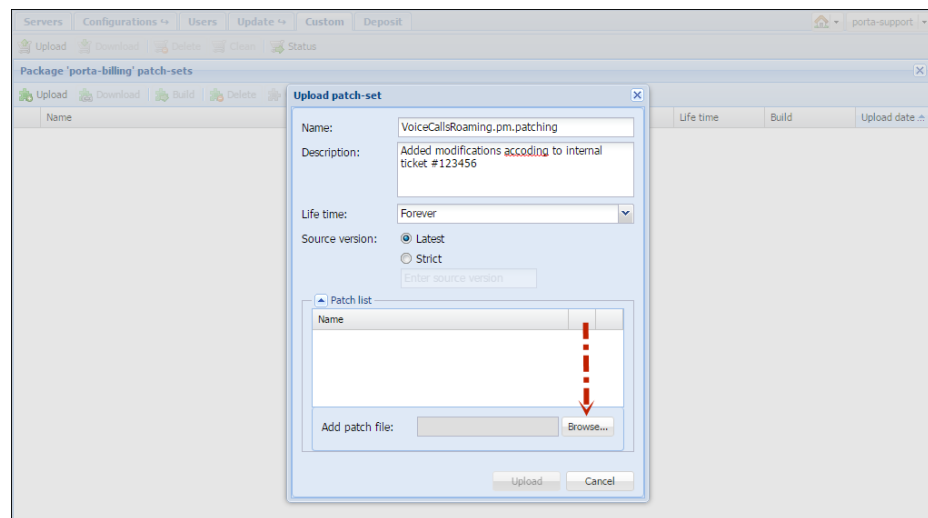 Servers Configurations Users Update Custom Deposit porta-support
Upload Download Delete Clean Status
Package 'porta-billing' patch-sets
Upload Download Build Delete
Upload patch-set
Name Life time Build Upload date
Name: VoiceCallsRoaming.pm.patching
Description: Added modifications accoding to internal
ticket #123456
Life time: Forever
Source version: Latest
Strict
Enter source version
Patch list
Name
Add patch file: Browse...
Upload Cancel